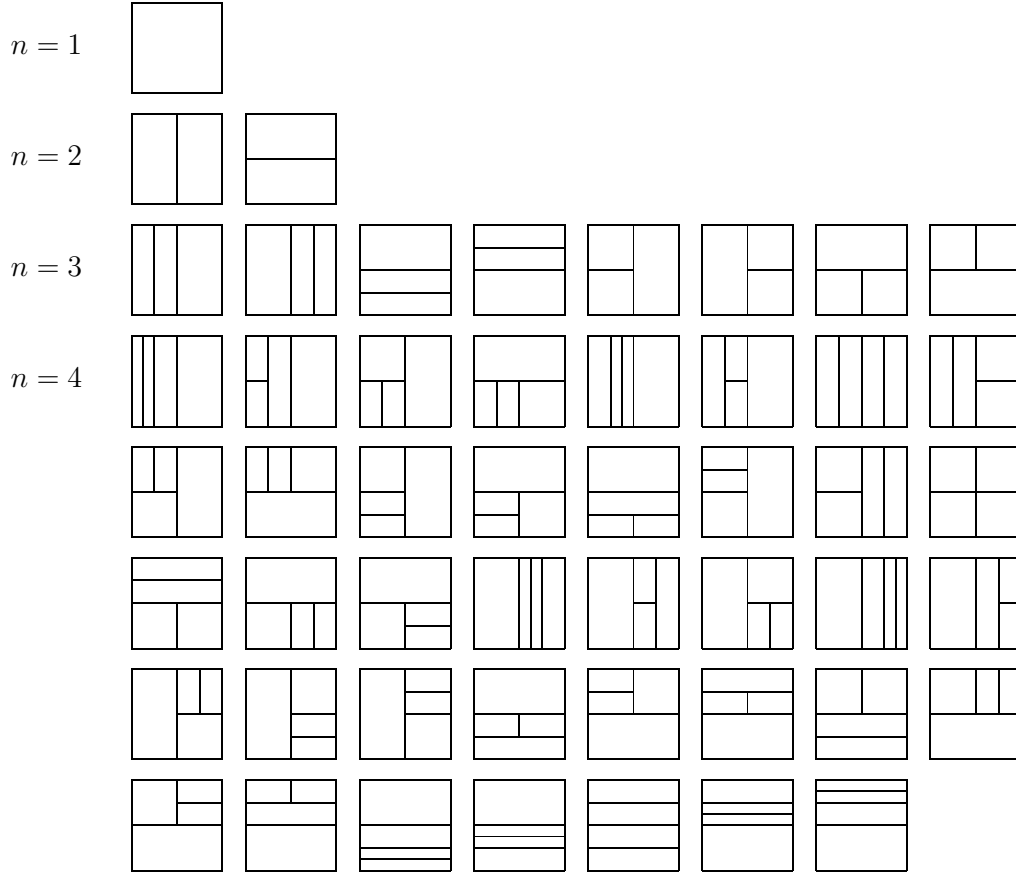 n = 1
n = 2
n = 3
n = 4